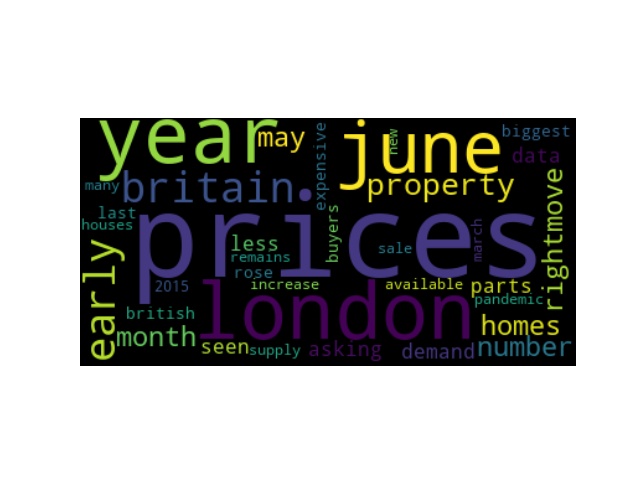 year
may
june
new
biggest
expensive
data
many
britain
property
last
houses
prices
rightmove
buyers
less
remains
rose
sale
march
early
2015
increase
available
parts
london
pandemic
british
month
homes
seen
supply
asking
demand
number